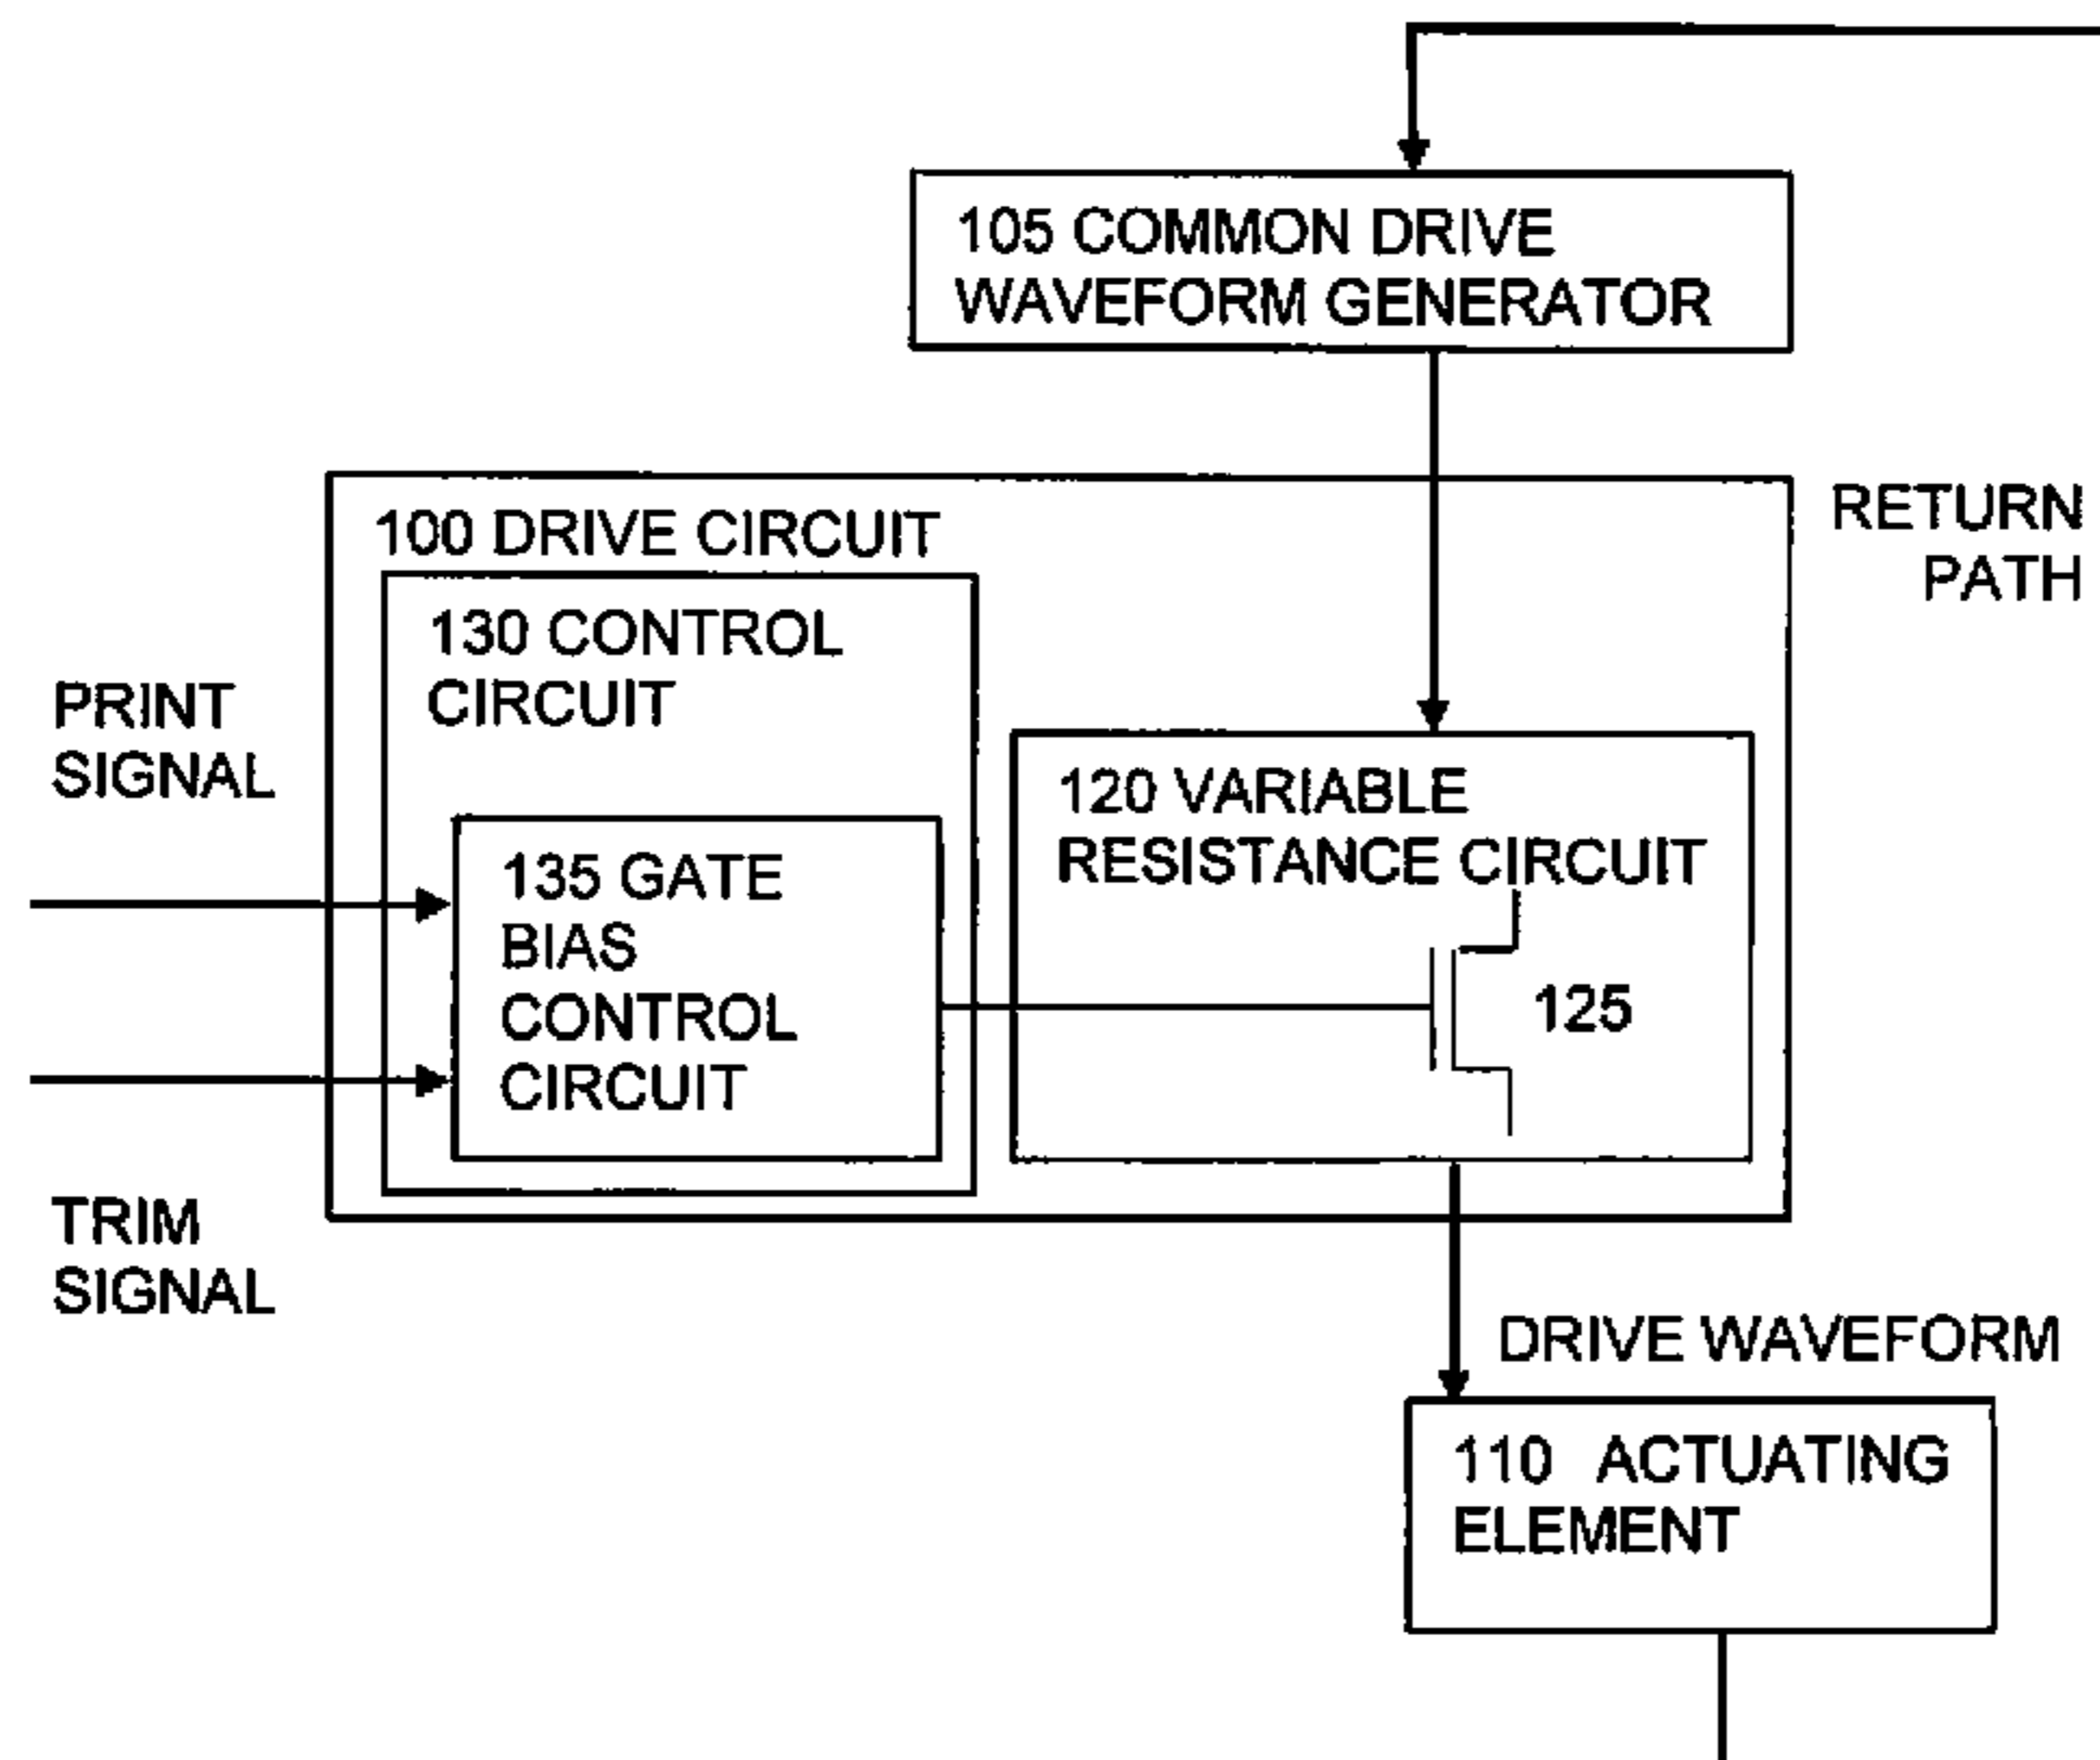 105 COMMON DRIVE
WAVEFORM GENERATOR
RETURN
PATH
100 DRIVE CIRCUIT
130 CONTROL
CIRCUIT
PRINT
SIGNAL
120 VARIABLE
RESISTANCE CIRCUIT
135 GATE
BIAS
CONTROL
CIRCUIT
125
TRIM
SIGNAL
DRIVE WAVEFORM
110 ACTUATING
ELEMENT